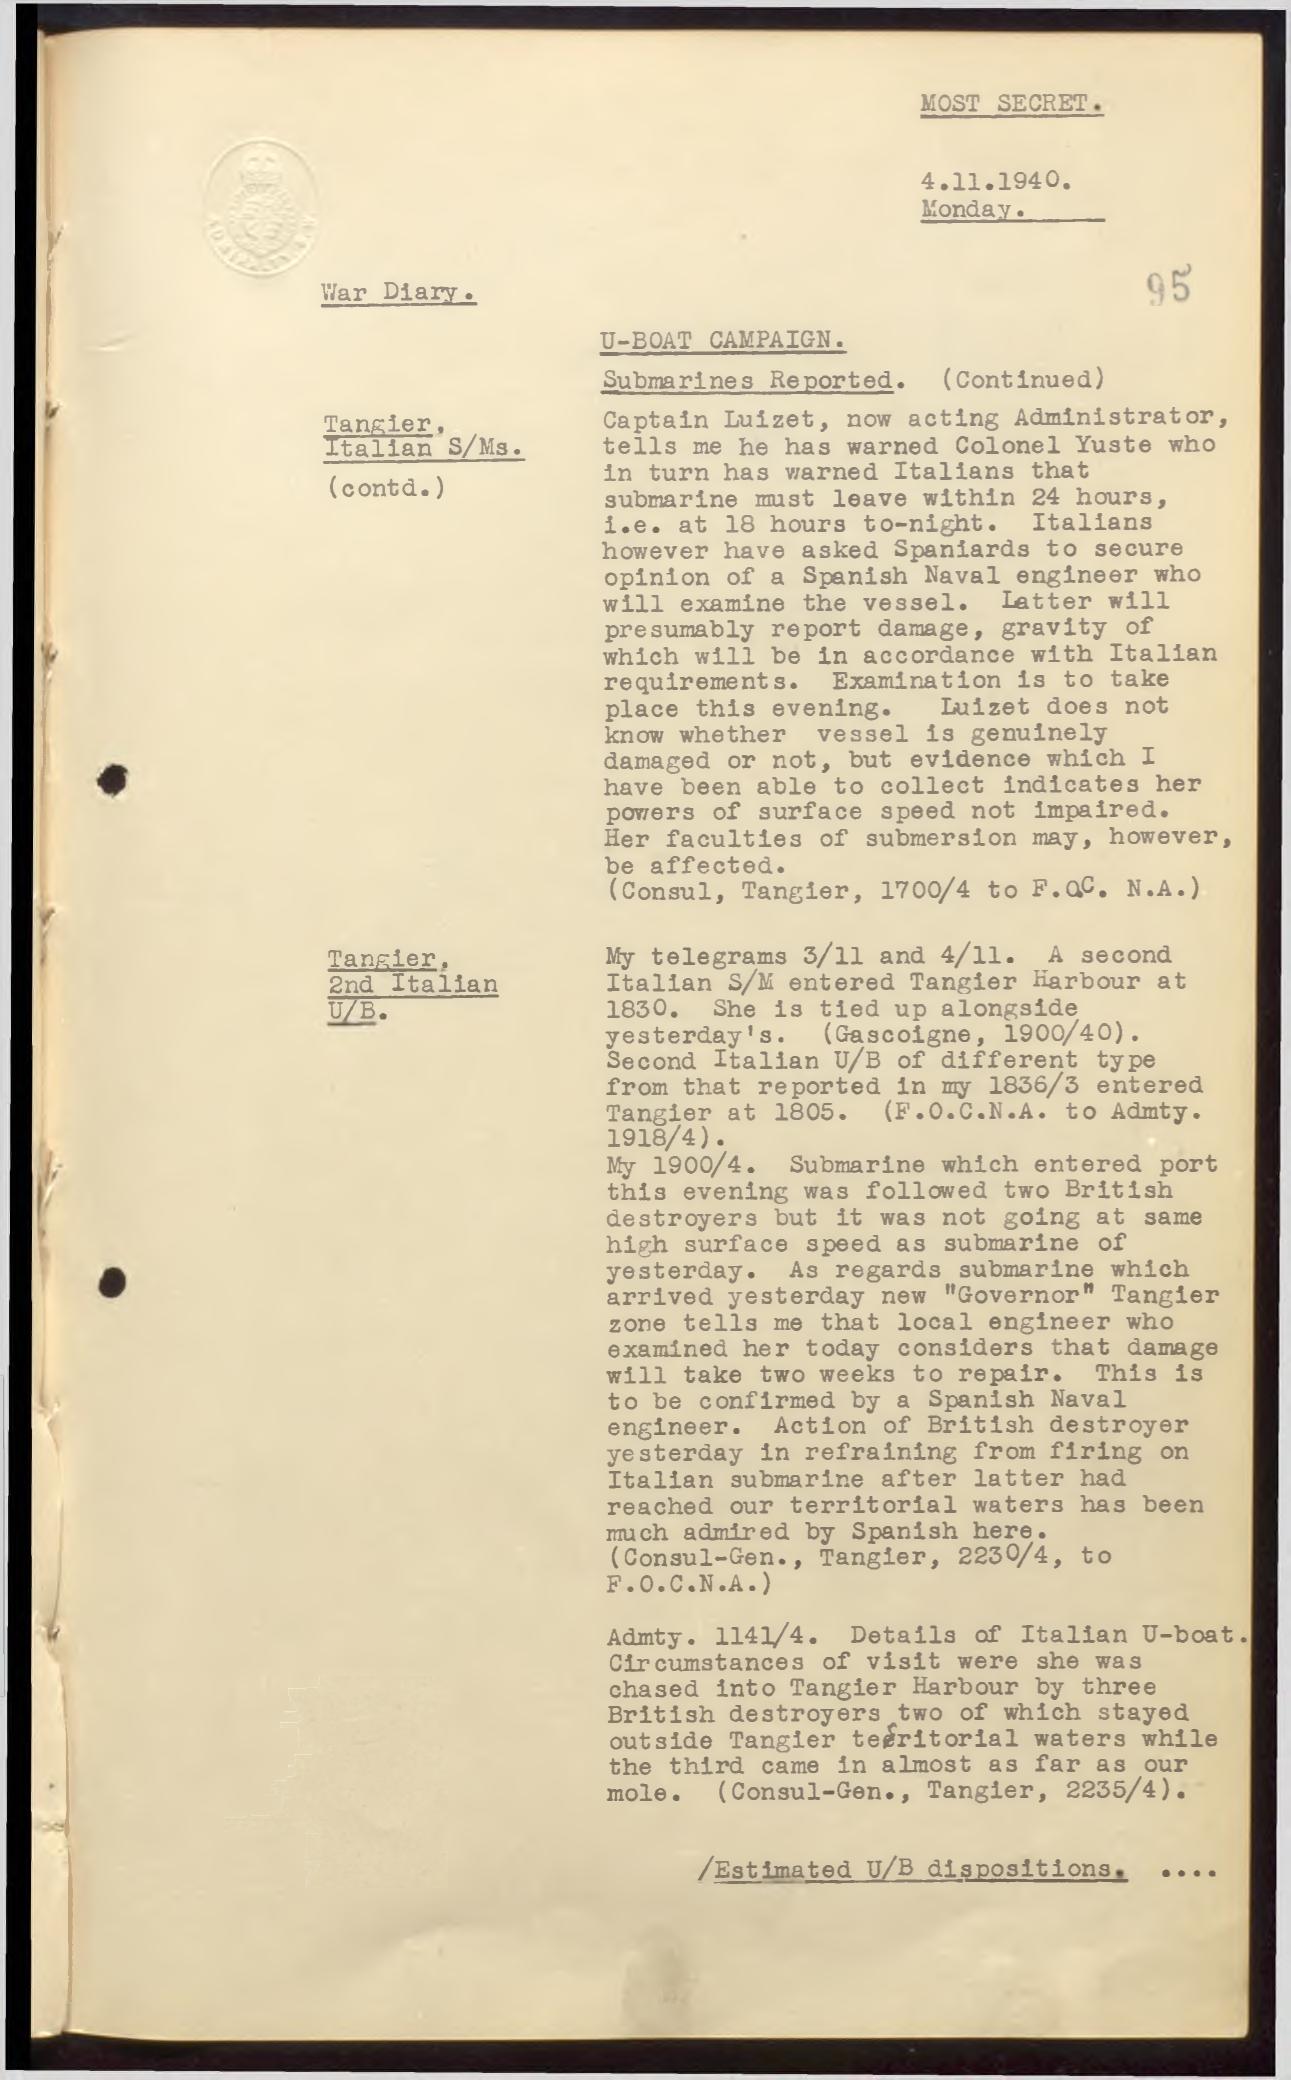 MOST SECRET.
4.11.1940.
Monday.
War Diary.
95
U-BOAT CAMPAIGN.
Submarines Reported. (Continued)
Tangier,
Italian S/Ms.
(contd.)
Captain Luizet, now acting Administrator,
tells me he has warned Colonel Yuste who
in turn has warned Italians that
submarine must leave within 24 hours,
i.e. at 18 hours to-night. Italians
however have asked Spaniards to secure
opinion of a Spanish Naval engineer who
will examine the vessel. Latter will
presumably report damage, gravity of
which will be in accordance with Italian
requirements. Examination is to take
place this evening. Luizet does not
know whether vessel is genuinely
damaged or not, but evidence which I
have been able to collect indicates her
powers of surface speed not impaired.
Her faculties of submersion may, however,
be affected.
(Consul, Tangier, 1700/4 to F.OC. N.A.)
Tangier,
2nd Italian
U/B.
My telegrams 3/11 and 4/11. A second
Italian S/M entered Tangier Harbour at
1830. She is tied up alongside
yesterday's. (Gascoigne, 1900/40).
Second Italian U/B of different type
from that reported in my 1836/3 entered
Tangier at 1805. (F.O.C.N.A. to Admty.
1918/4).
My 1900/4. Submarine which entered port
this evening was followed two British
destroyers but it was not going at same
high surface speed as submarine of
yesterday. As regards submarine which
arrived yesterday new "Governor" Tangier
zone tells me that local engineer who
examined her today considers that damage
will take two weeks to repair. This is
to be confirmed by a Spanish Naval
engineer. Action of British destroyer
yesterday in refraining from firing on
Italian submarine after latter had
reached our territorial waters has been
much admired by Spanish here.
(Consul-Gen., Tangier, 2230/4, to
F.O.C.N.A.)
Admty. 1141/4. Details of Italian U-boat.
Circumstances of visit were she was
chased into Tangier Harbour by three
British destroyers two of which stayed
outside Tangier territorial waters while
the third came in almost as far as our
mole. (Consul-Gen., Tangier, 2235/4).
/Estimated U/B dispositions. ....